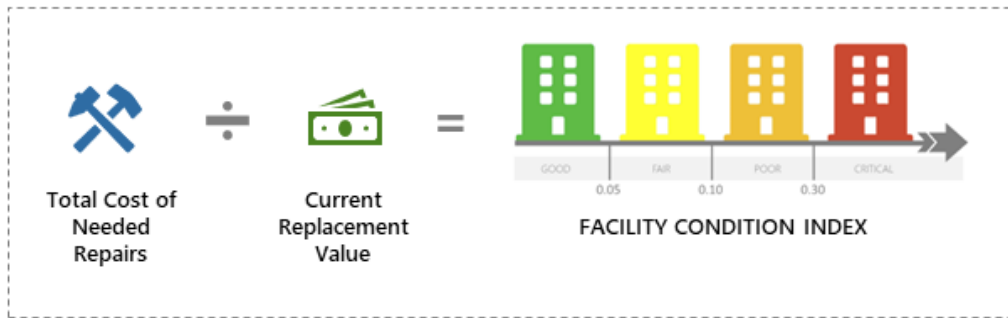 ÷
=
GOOD
FAIR
POOR
CRITICAL
0.05
0.10
0.30
Total Cost of
Needed
Repairs
Current
Replacement
Value
FACILITY CONDITION INDEX